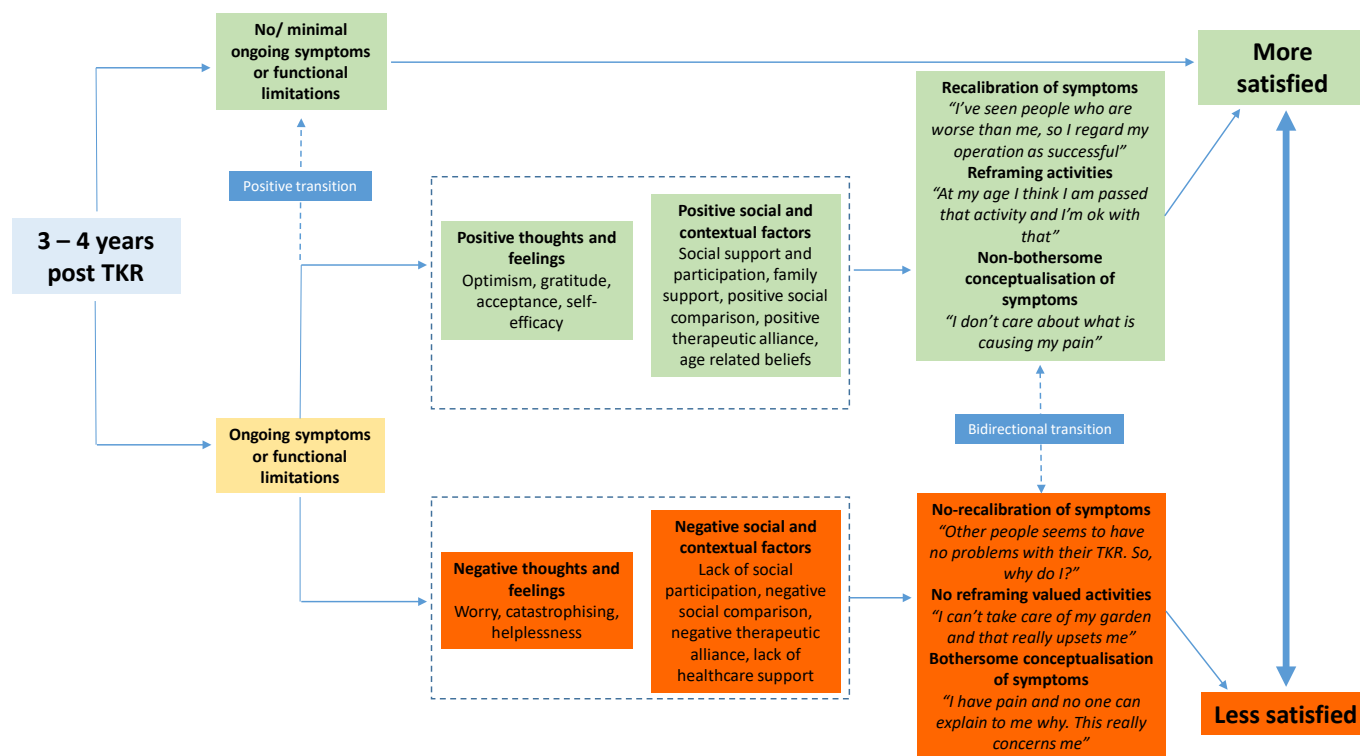 No/ minimal
ongoing symptoms
or functional
limitations
More
satisfied
Recalibration of symptoms
“I’ve seen people who are
worse than me, so I regard my
operation as successful”
Reframing activities
“At my age I think I am passed
that activity and I’m ok with
that”
Non-bothersome
conceptualisation of
symptoms
“I don’t care about what is
causing my pain”
Positive transition
3 – 4 years
post TKR
Positive thoughts and
feelings
Optimism, gratitude,
acceptance, self-
efficacy
Positive social and
contextual factors
Social support and
participation, family
support, positive social
comparison, positive
therapeutic alliance,
age related beliefs
Ongoing symptoms
or functional
limitations
Bidirectional transition
Negative thoughts and
feelings
Worry, catastrophising,
helplessness
Negative social and
contextual factors
Lack of social
participation, negative
social comparison,
negative therapeutic
alliance, lack of
healthcare support
No-recalibration of symptoms
“Other people seems to have
no problems with their TKR. So,
why do I?”
No reframing valued activities
“I can’t take care of my garden
and that really upsets me”
Bothersome conceptualisation
of symptoms
“I have pain and no one can
explain to me why. This really
concerns me”
Less satisfied